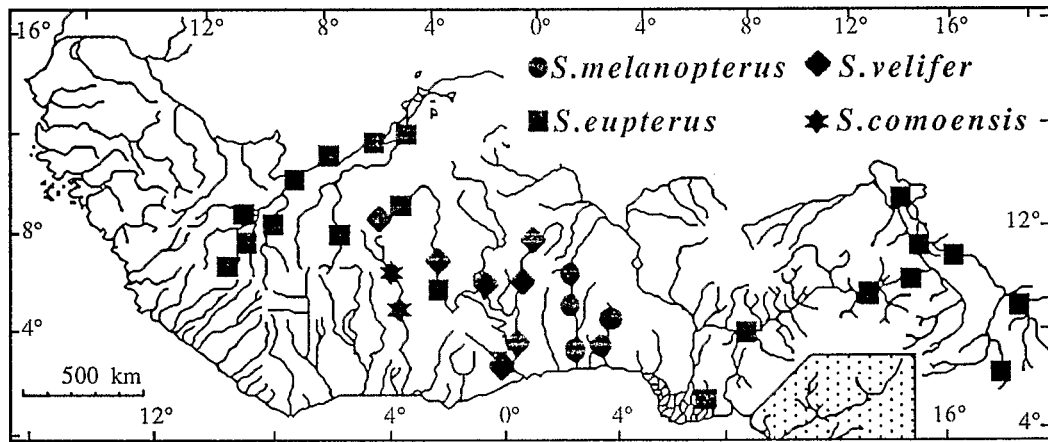 12° 8° 4° 0° 4° 8° 12° 16°
16°
S.melanopterus S.velifer
S.eupterus S.comoensis
8° 12°
4°
500 km
12° 4° 0° 4° 16° 4°